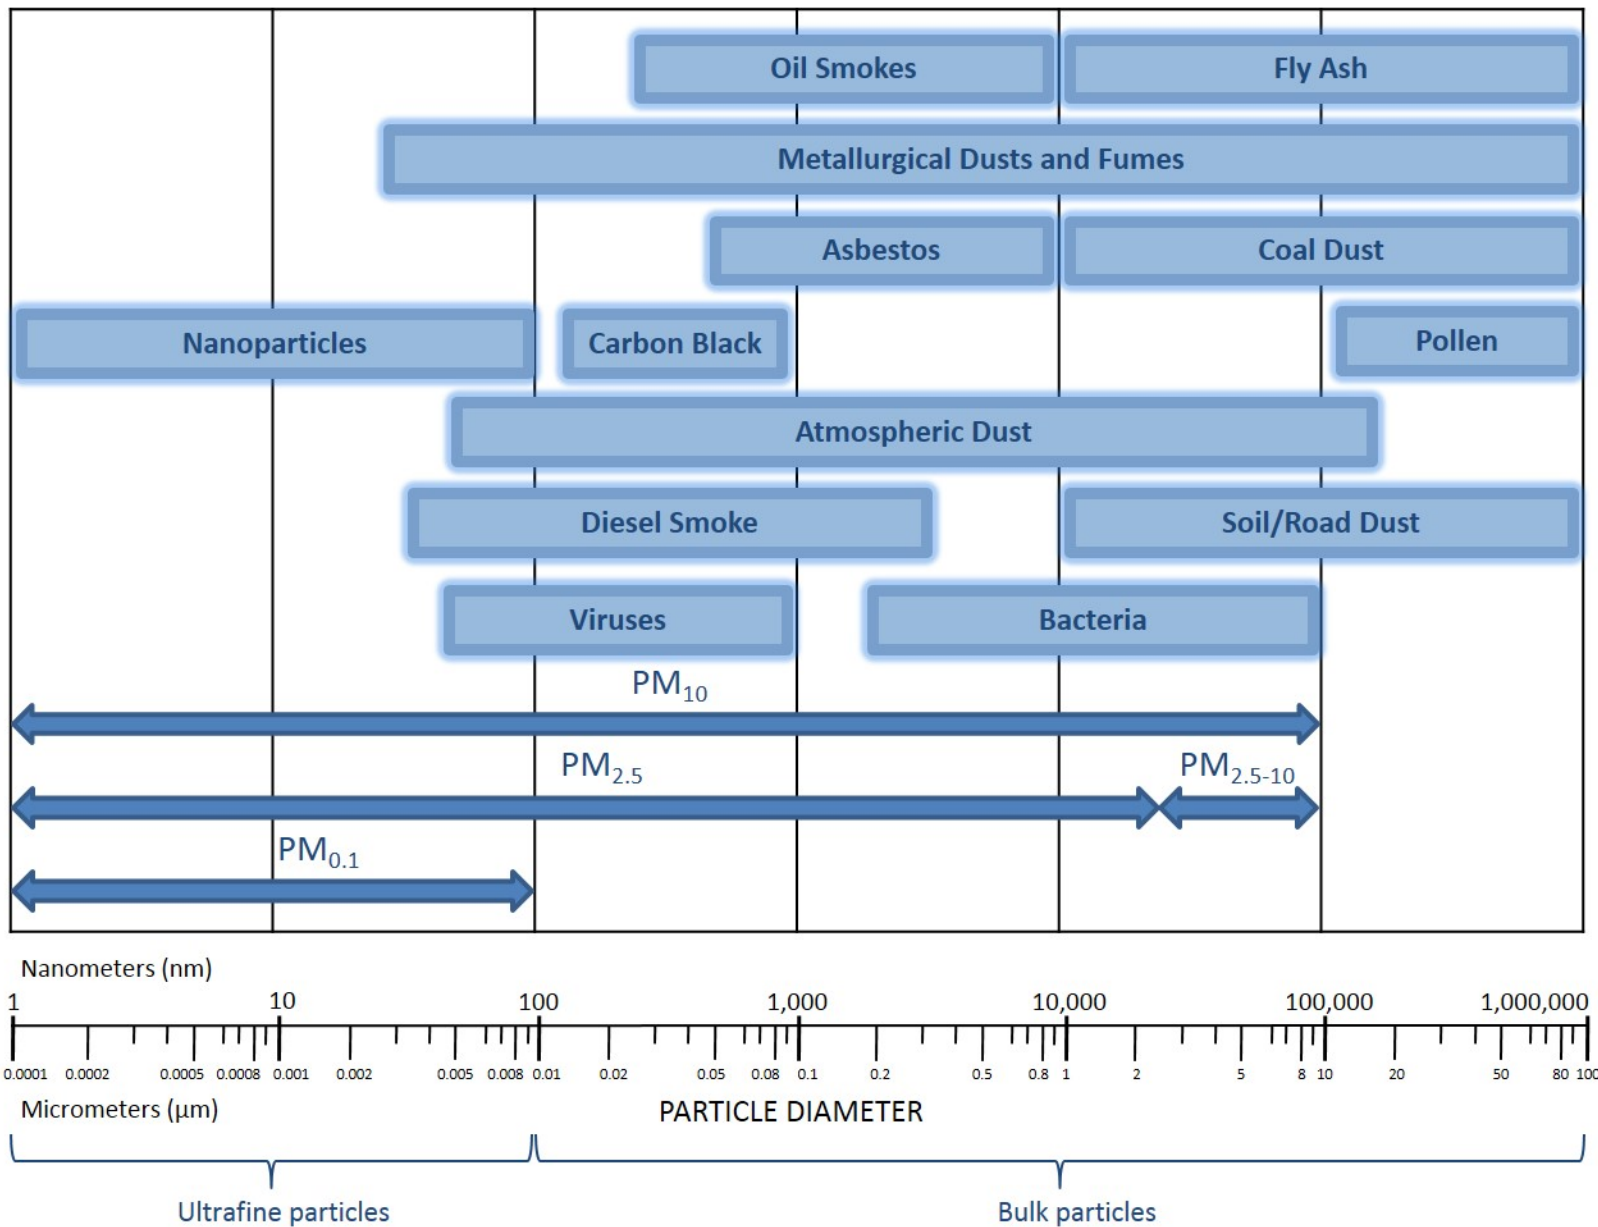 Oil Smokes
Fly Ash
Metallurgical Dusts and Fumes
Asbestos
Coal Dust
Nanoparticles
Carbon Black
Pollen
Atmospheric Dust
Diesel Smoke
Soil/Road Dust
Viruses
Bacteria
PM10
PM2.5
PM2.5-10
PM0.1
Nanometers (nm)
1 10 100 1,000 10,000 100,000 1,000,000
0.0001 0.0002 0.0005 0.0008 0.001 0.002 0.005 0.008 0.01 0.02 0.05 0.08 0.1 0.2 0.5 0.8 1 2 5 8 10 20 50 80 100
Micrometers (µm)
PARTICLE DIAMETER
Ultrafine particles
Bulk particles